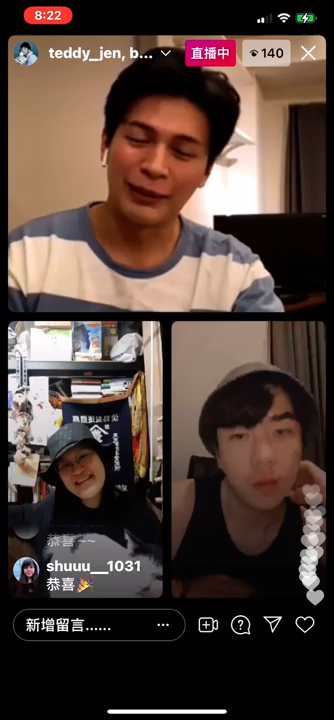 8:22
teddy_jen, b...
直播中
140
恭喜~~
shuuu__1031
恭喜🎉
新增留言......